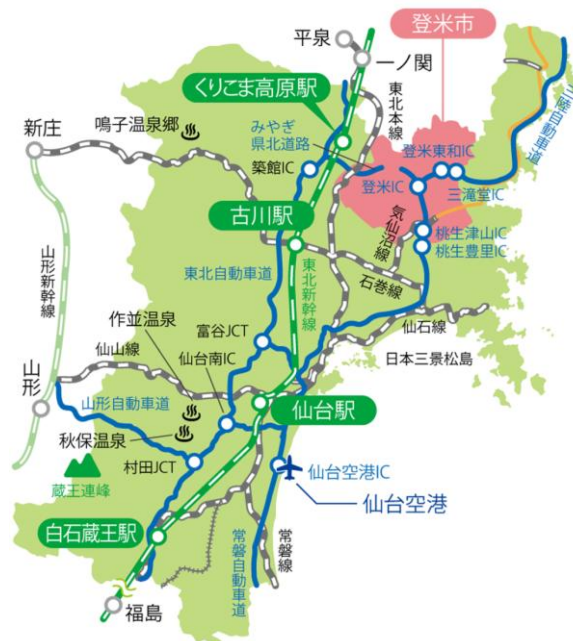 登米市
平泉
一ノ関
くりこま高原駅
東北本線
三陸自動車道
新庄
鳴子温泉郷
みやぎ
県北道路
築館IC
登米東和IC
登米IC
三滝堂IC
古川駅
気仙沼線
桃生津山IC
桃生豊里IC
山形新幹線
東北自動車道
東北新幹線
石巻線
作並温泉
富谷JCT
仙石線
仙山線
仙台南IC
日本三景松島
山形
山形自動車道
仙台駅
秋保温泉
村田JCT
仙台空港IC
蔵王連峰
仙台空港
白石蔵王駅
常磐自動車道
常磐線
福島